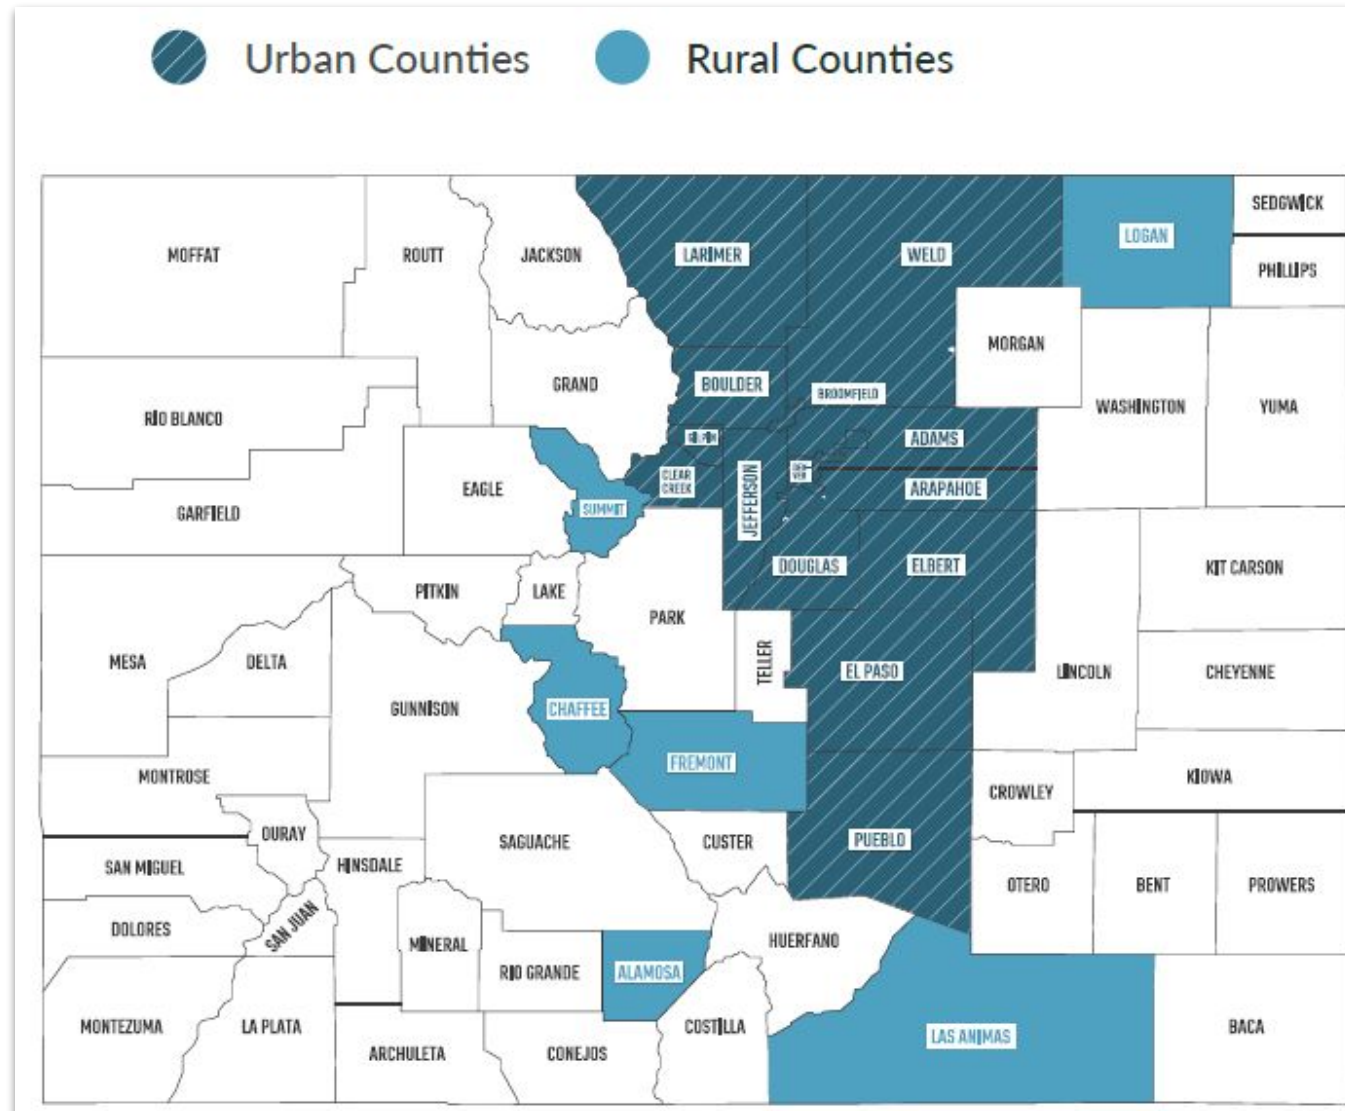 Urban Counties
Rural Counties
SEDGWICK
LOGAN
MOFFAT
ROUTT
JACKSON
LARIMER
WELD
PHILLIPS
MORGAN
GRAND
BOULDER
BROOMFIELD
RIO BLANCO
WASHINGTON
YUMA
GILPIN
ADAMS
EAGLE
CLEAR
CREEK
DEN-
VER
JEFFERSON
ARAPAHOE
GARFIELD
SUMMIT
DOUGLAS
ELBERT
KIT CARSON
PITKIN
LAKE
PARK
MESA
DELTA
TELLER
EL PASO
LINCOLN
CHEYENNE
GUNNISON
CHAFFEE
FREMONT
MONTROSE
KIOWA
CROWLEY
OURAY
SAGUACHE
CUSTER
PUEBLO
HINSDALE
SAN MIGUEL
OTERO
BENT
PROWERS
DOLORES
SAN JUAN
MINERAL
HUERFANO
RIO GRANDE
ALAMOSA
MONTEZUMA
LA PLATA
COSTILLA
LAS ANIMAS
BACA
ARCHULETA
CONEJOS